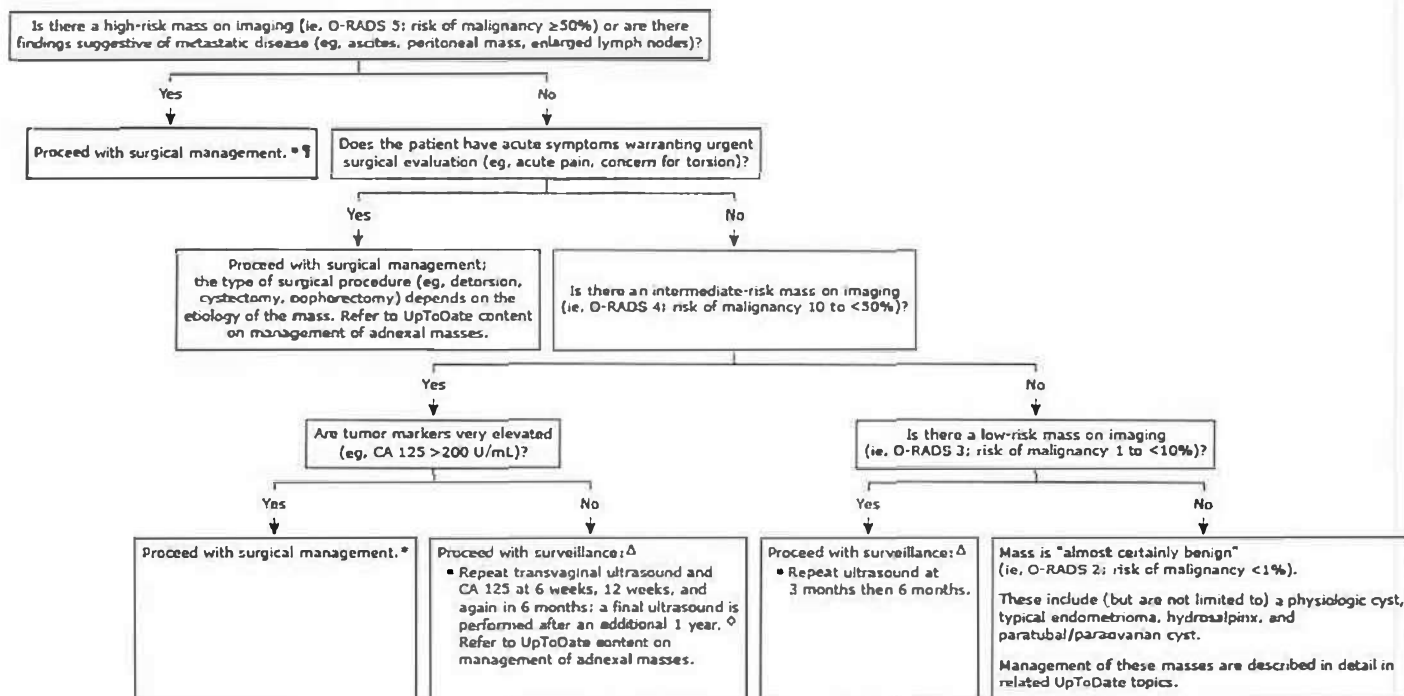 Is there a high-risk mass on imaging (ie, O-RADS 5; risk of malignancy ≥50%) or are there
findings suggestive of metastatic disease (eg, ascites, peritoneal mass, enlarged lymph nodes)?
Yes
No
Proceed with surgical management.*¶
Does the patient have acute symptoms warranting urgent
surgical evaluation (eg, acute pain, concern for torsion)?
Yes
No
Proceed with surgical management;
the type of surgical procedure (eg, detorsion,
cystectomy, oophorectomy) depends on the
etiology of the mass. Refer to UpToDate content
on management of adnexal masses.
Is there an intermediate-risk mass on imaging
(ie, O-RADS 4; risk of malignancy 10 to <50%)?
Yes
No
Are tumor markers very elevated
(eg, CA 125 >200 U/mL)?
Is there a low-risk mass on imaging
(ie, O-RADS 3; risk of malignancy 1 to <10%)?
Yes
No
Yes
No
Proceed with surgical management.*
Proceed with surveillance:Δ
▪ Repeat transvaginal ultrasound and
CA 125 at 6 weeks, 12 weeks, and
again in 6 months; a final ultrasound is
performed after an additional 1 year.◇
Refer to UpToDate content on
management of adnexal masses.
Proceed with surveillance:Δ
▪ Repeat ultrasound at
3 months then 6 months.
Mass is "almost certainly benign"
(ie, O-RADS 2; risk of malignancy <1%).
These include (but are not limited to) a physiologic cyst,
typical endometrioma, hydrosalpinx, and
paratubal/paraovarian cyst.
Management of these masses are described in detail in
related UpToDate topics.